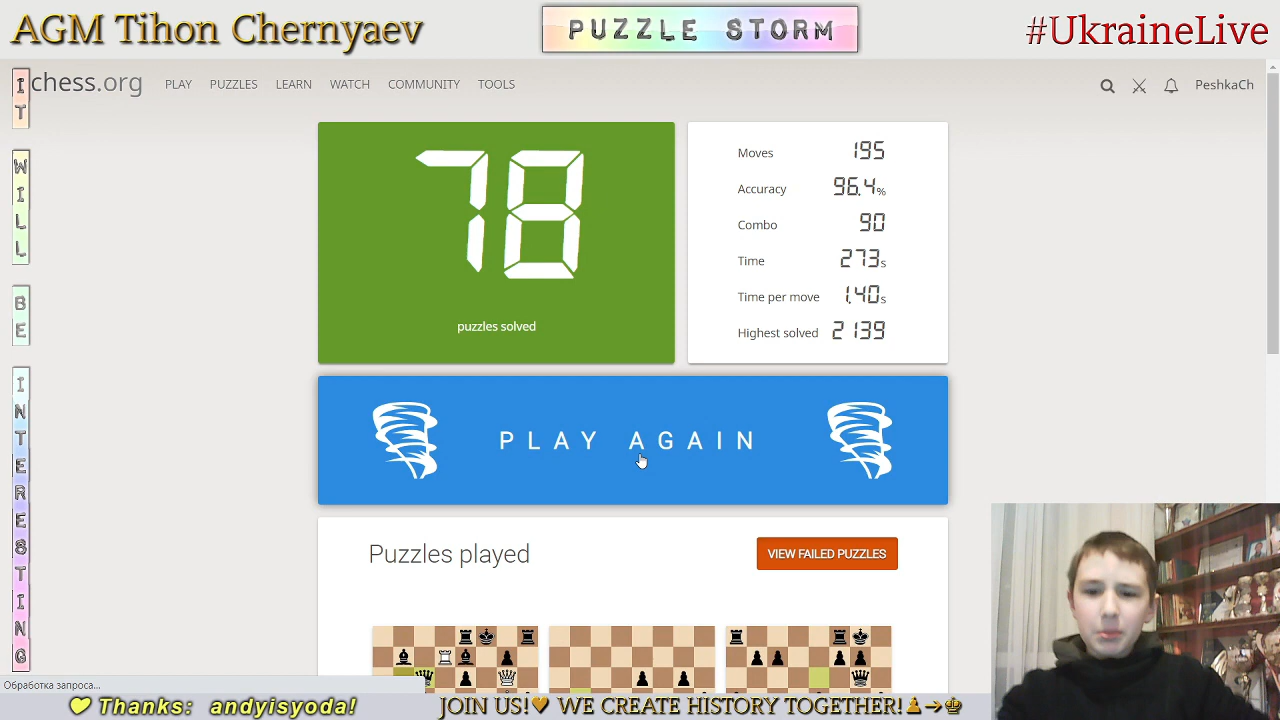 AGM Tihon Chernyaev
PUZZLE STORM
#UkraineLive
chess.org
PLAY PUZZLES LEARN WATCH COMMUNITY TOOLS
PeshkaCh
IT
WILL
BE
INTERESTING
78
puzzles solved
Moves 195
Accuracy 96.4%
Combo 90
Time 273s
Time per move 1.40s
Highest solved 2139
PLAY AGAIN
Puzzles played
VIEW FAILED PUZZLES
Обработка запроса...
Thanks: andyisyoda!
JOIN US! WE CREATE HISTORY TOGETHER!